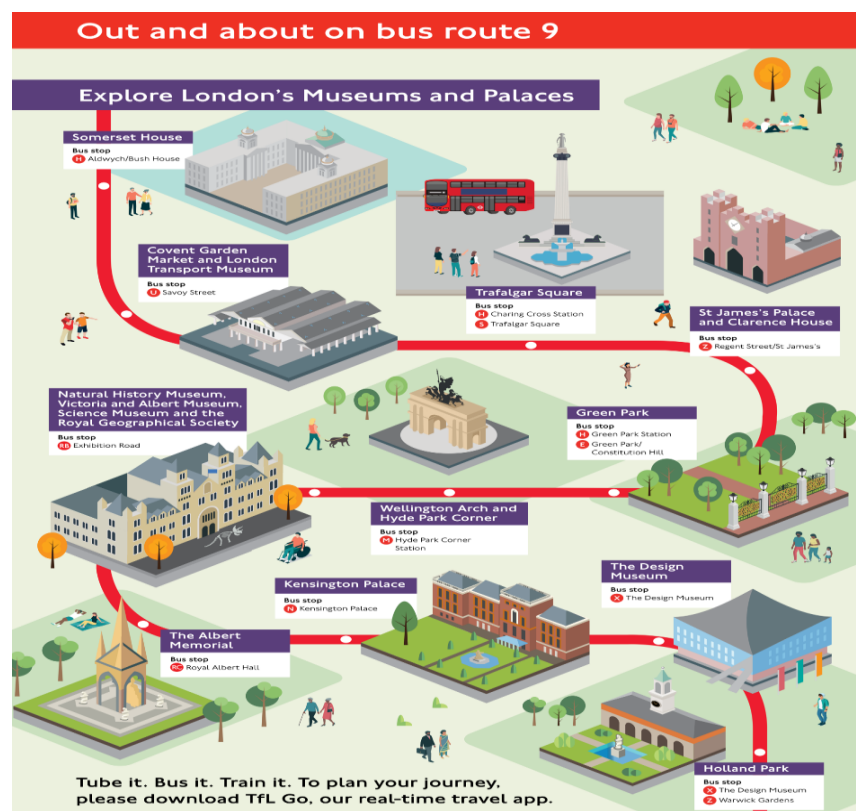 Out and about on bus route 9
Explore London's Museums and Palaces
Somerset House
Bus stop
H Aldwych/Bush House
Covent Garden
Market and London
Transport Museum
Bus stop
U Savoy Street
Trafalgar Square
Bus stop
H Charing Cross Station
S Trafalgar Square
St James's Palace
and Clarence House
Bus stop
Z Regent Street/St James's
Natural History Museum,
Victoria and Albert Museum,
Science Museum and the
Royal Geographical Society
Bus stop
RB Exhibition Road
Green Park
Bus stop
H Green Park Station
E Green Park/
Constitution Hill
Wellington Arch and
Hyde Park Corner
Bus stop
M Hyde Park Corner
Station
The Design
Museum
Bus stop
X The Design Museum
Kensington Palace
Bus stop
N Kensington Palace
The Albert
Memorial
Bus stop
RC Royal Albert Hall
Holland Park
Bus stop
X The Design Museum
Z Warwick Gardens
Tube it. Bus it. Train it. To plan your journey,
please download TfL Go, our real-time travel app.